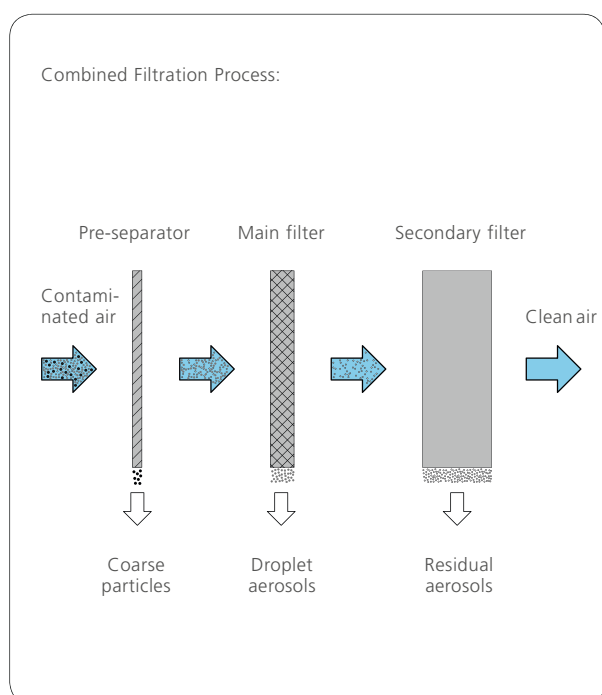 Combined Filtration Process:
Pre-separator
Main filter
Secondary filter
Contami-
nated air
Clean air
Coarse
particles
Droplet
aerosols
Residual
aerosols